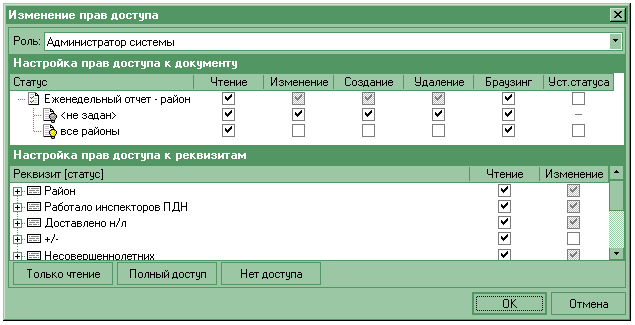 Изменение прав доступа
Роль: Администратор системы
Настройка прав доступа к документу
Статус Чтение Изменение Создание Удаление Браузинг Уст.статуса
Еженедельный отчет - район
<не задан>
все районы
Настройка прав доступа к реквизитам
Реквизит [статус] Чтение Изменение
Район
Работало инспекторов ПДН
Доставлено н/л
+/-
Несовершеннолетних
Только чтение Полный доступ Нет доступа
OK Отмена